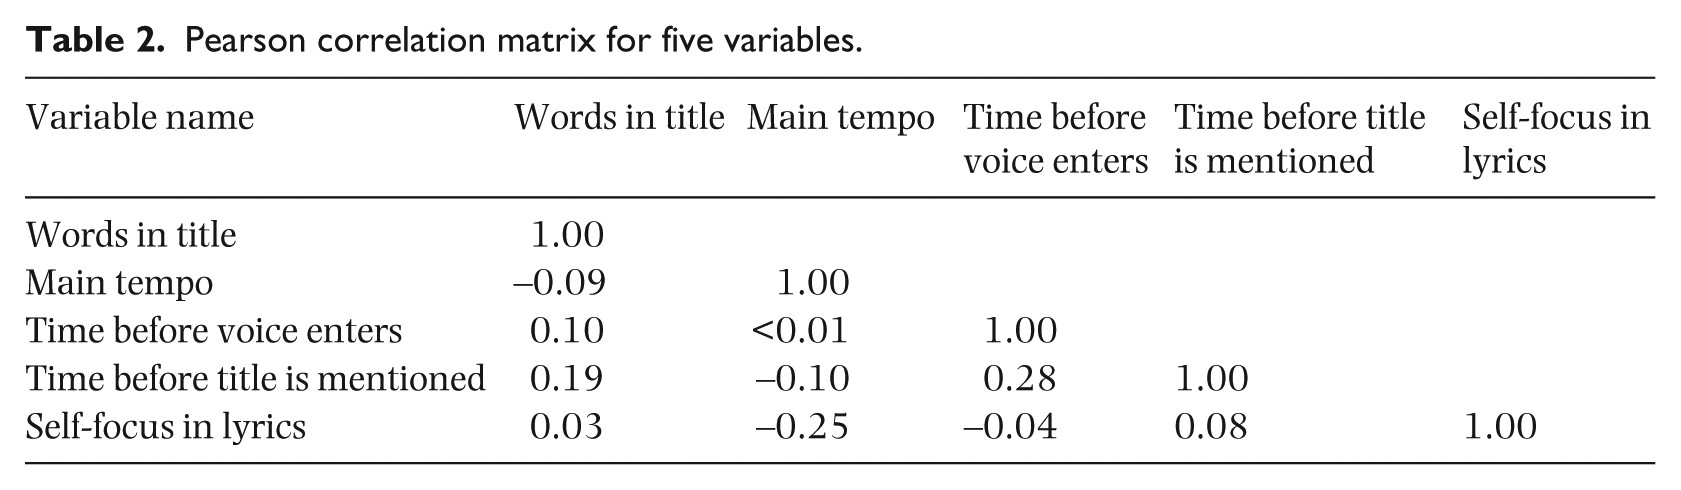 Table 2. Pearson correlation matrix for five variables.
Variable name Words in title Main tempo Time before voice enters Time before title is mentioned Self-focus in lyrics
Words in title 1.00
Main tempo –0.09 1.00
Time before voice enters 0.10 <0.01 1.00
Time before title is mentioned 0.19 –0.10 0.28 1.00
Self-focus in lyrics 0.03 –0.25 –0.04 0.08 1.00